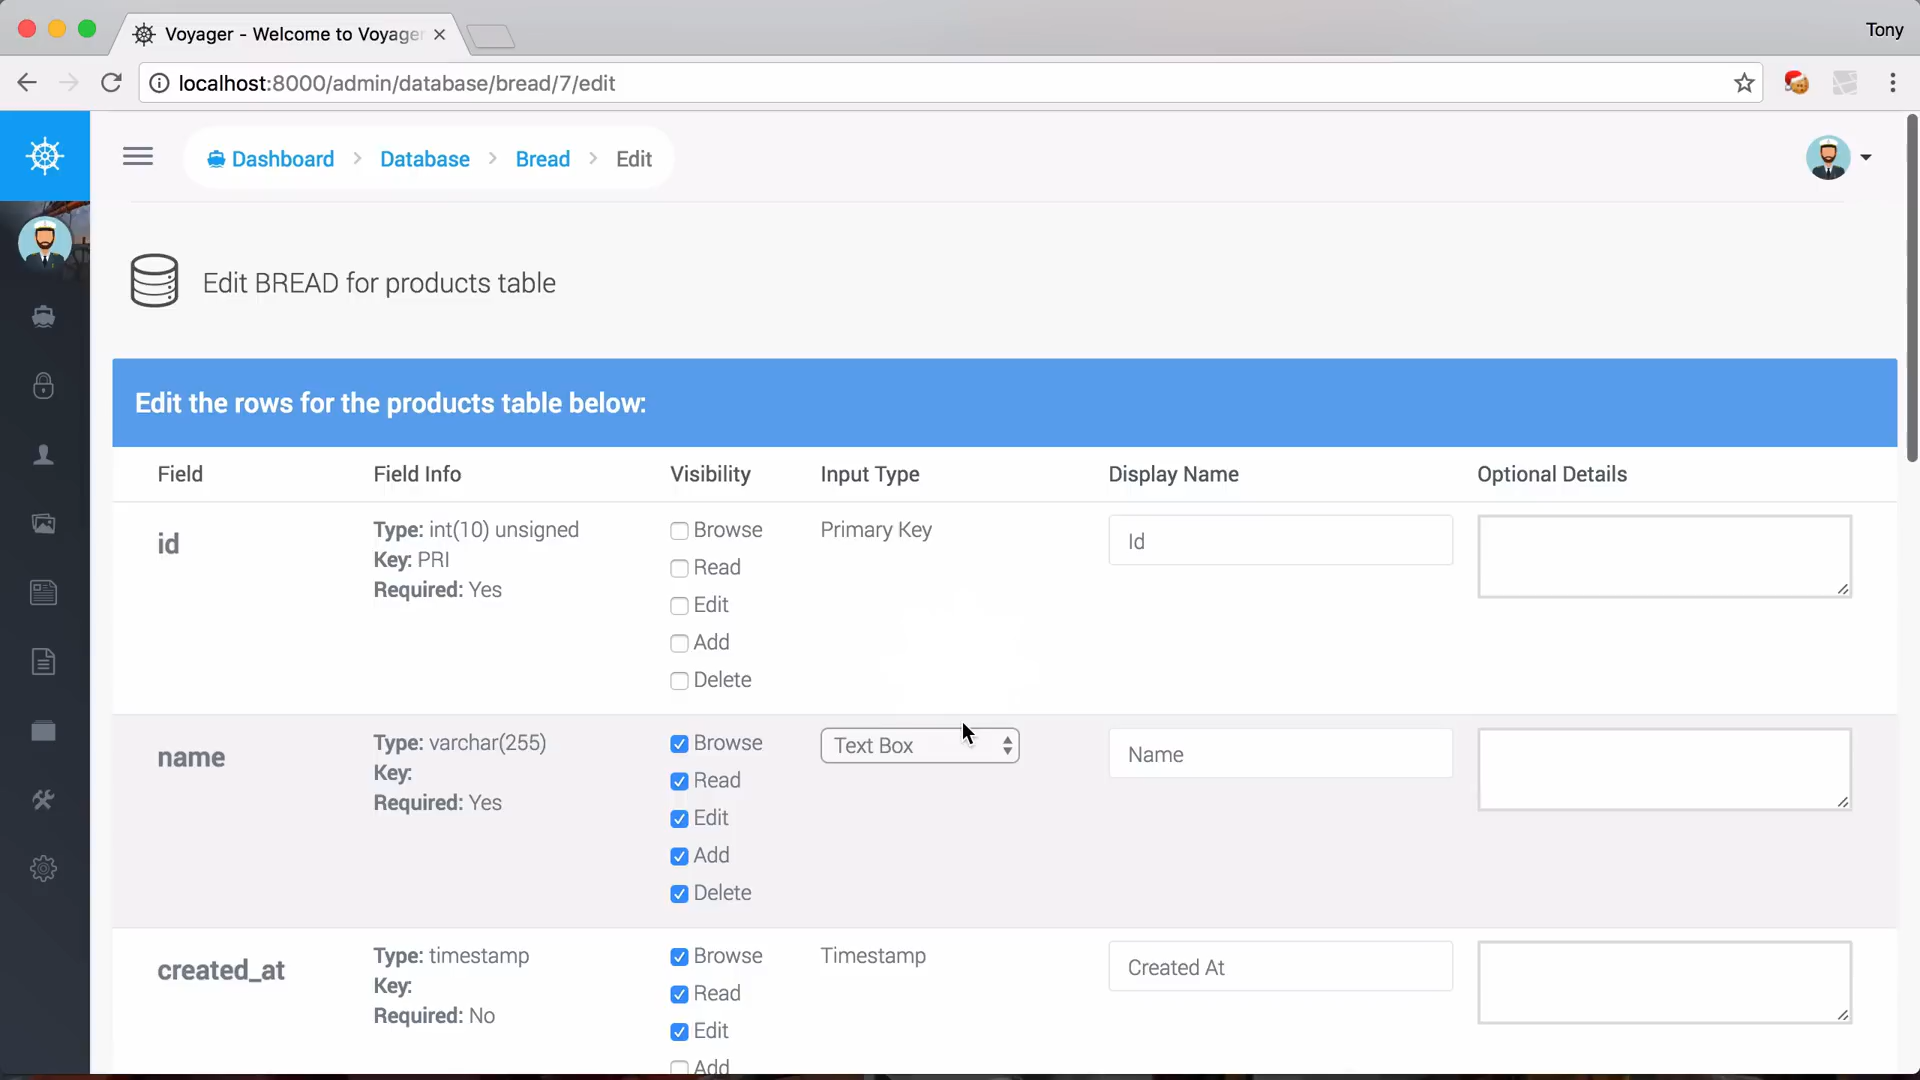 Voyager - Welcome to Voyager
Tony
localhost:8000/admin/database/bread/7/edit
Dashboard > Database > Bread > Edit
Edit BREAD for products table
Edit the rows for the products table below:
Field Field Info Visibility Input Type Display Name Optional Details
id
Type: int(10) unsigned
Key: PRI
Required: Yes
Browse
Read
Edit
Add
Delete
Primary Key
Id
name
Type: varchar(255)
Key:
Required: Yes
Browse
Read
Edit
Add
Delete
Text Box
Name
created_at
Type: timestamp
Key:
Required: No
Browse
Read
Edit
Add
Timestamp
Created At